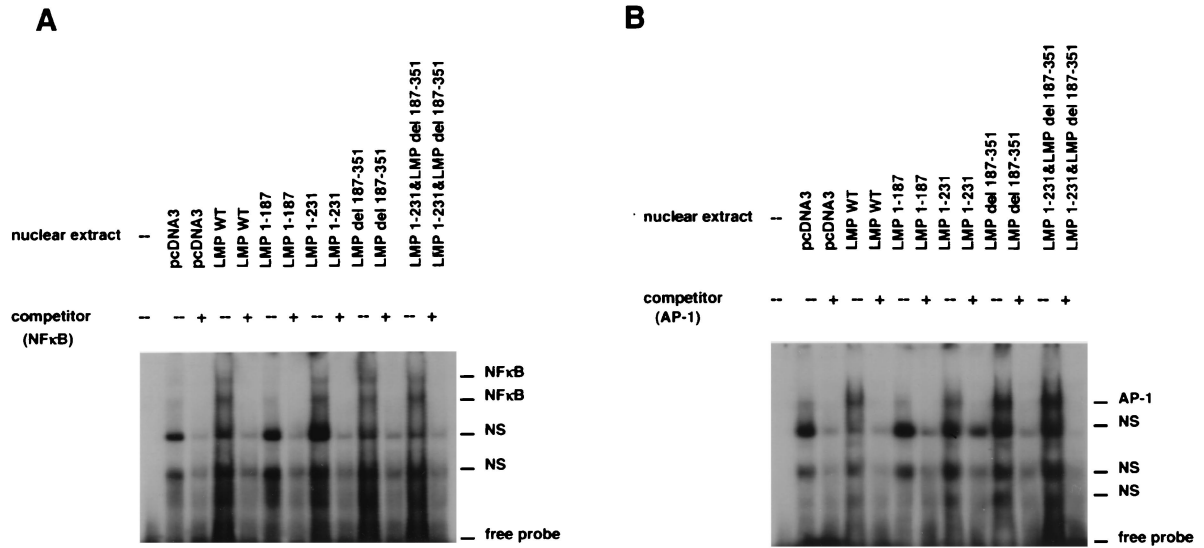 A
nuclear extract
--
pcDNA3
pcDNA3
LMP WT
LMP WT
LMP 1-187
LMP 1-187
LMP 1-231
LMP 1-231
LMP del 187-351
LMP del 187-351
LMP 1-231&LMP del 187-351
LMP 1-231&LMP del 187-351
competitor -- -- + -- + -- + -- + -- + -- +
(NFκB)
NFκB
NFκB
NS
NS
free probe
B
nuclear extract
--
pcDNA3
pcDNA3
LMP WT
LMP WT
LMP 1-187
LMP 1-187
LMP 1-231
LMP 1-231
LMP del 187-351
LMP del 187-351
LMP 1-231&LMP del 187-351
LMP 1-231&LMP del 187-351
competitor -- -- + -- + -- + -- + -- + -- +
(AP-1)
AP-1
NS
NS
NS
free probe